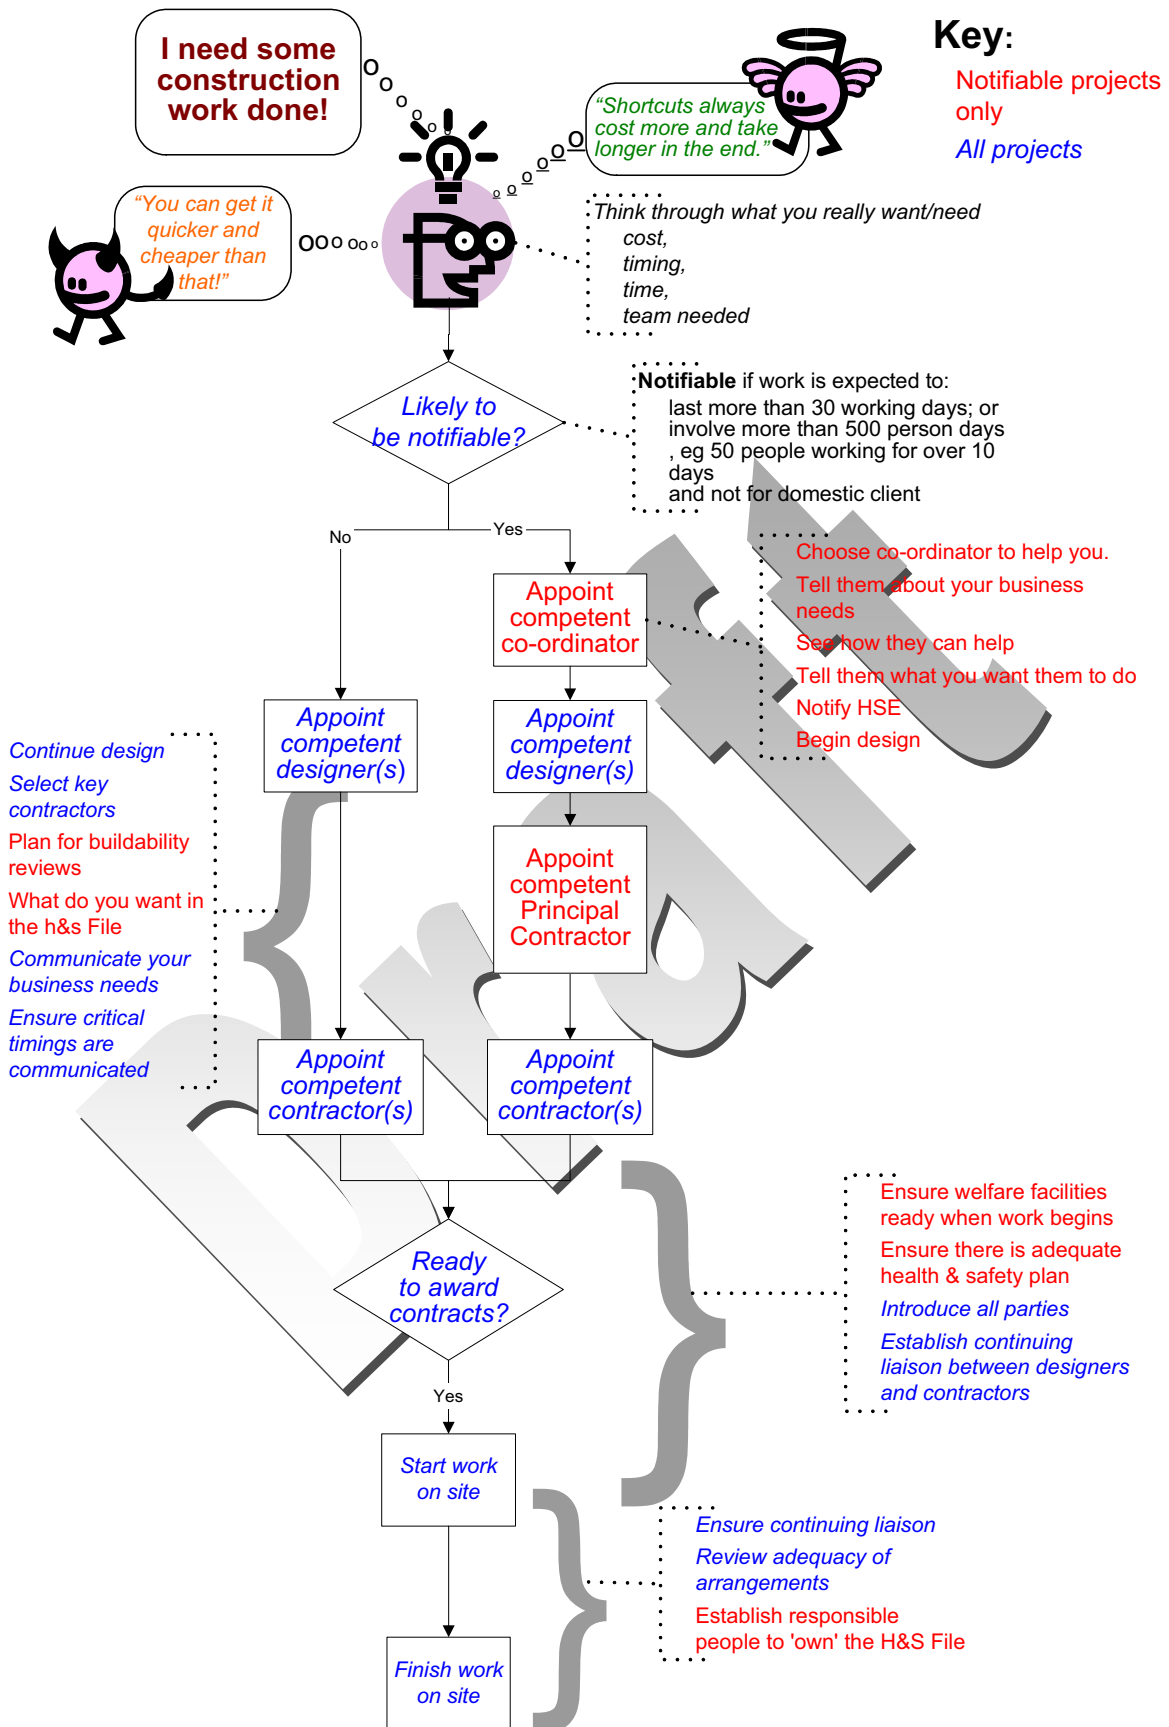 I need some
construction
work done!
Key:
Notifiable projects
only
All projects
“Shortcuts always
cost more and take
longer in the end.”
“You can get it
quicker and
cheaper than
that!”
Think through what you really want/need
cost,
timing,
time,
team needed
Likely to
be notifiable?
Notifiable if work is expected to:
last more than 30 working days; or
involve more than 500 person days
, eg 50 people working for over 10
days
and not for domestic client
No
Yes
Appoint
competent
co-ordinator
Choose co-ordinator to help you.
Tell them about your business
needs
See how they can help
Tell them what you want them to do
Notify HSE
Begin design
Appoint
competent
designer(s)
Appoint
competent
designer(s)
Continue design
Select key
contractors
Plan for buildability
reviews
What do you want in
the h&s File
Communicate your
business needs
Ensure critical
timings are
communicated
Appoint
competent
Principal
Contractor
Appoint
competent
contractor(s)
Appoint
competent
contractor(s)
Draft
Ready
to award
contracts?
Ensure welfare facilities
ready when work begins
Ensure there is adequate
health & safety plan
Introduce all parties
Establish continuing
liaison between designers
and contractors
Yes
Start work
on site
Ensure continuing liaison
Review adequacy of
arrangements
Establish responsible
people to 'own' the H&S File
Finish work
on site